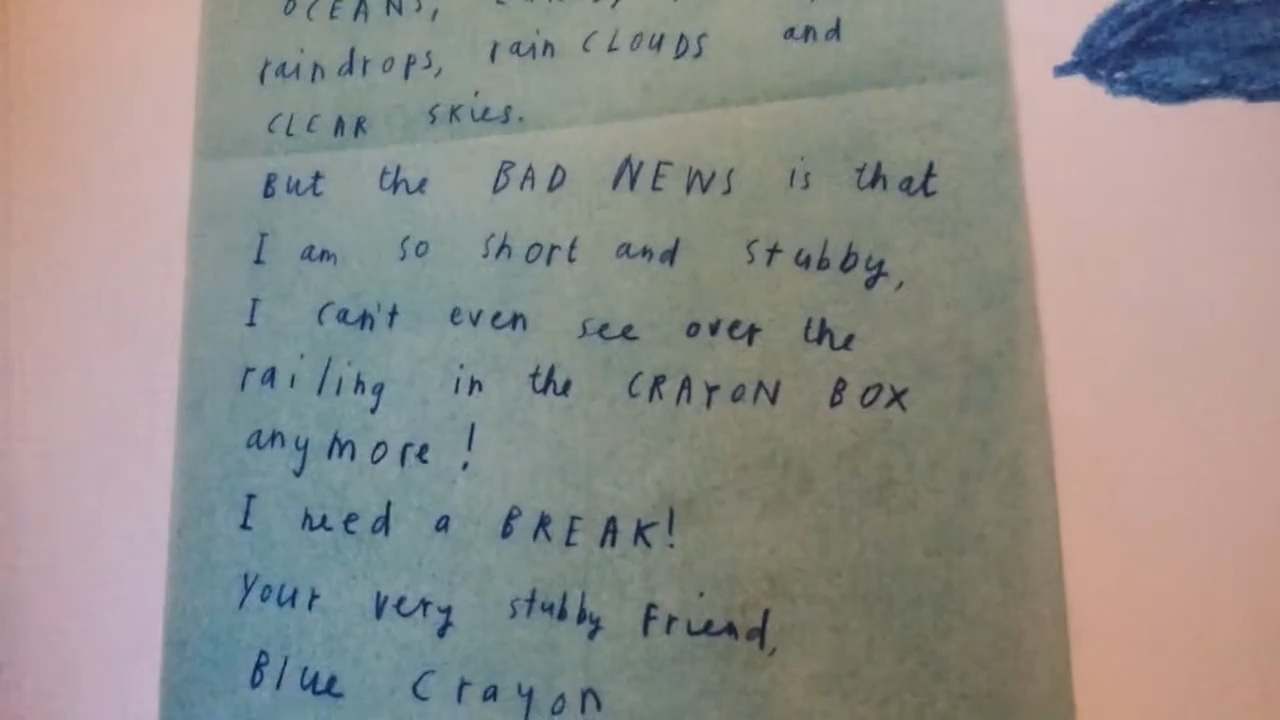 OCEANS,
raindrops, rain CLOUDS and
CLEAR skies.
But the BAD NEWS is that
I am so short and stubby,
I can't even see over the
railing in the CRAYON BOX
anymore!
I need a BREAK!
Your very stubby Friend,
Blue Crayon